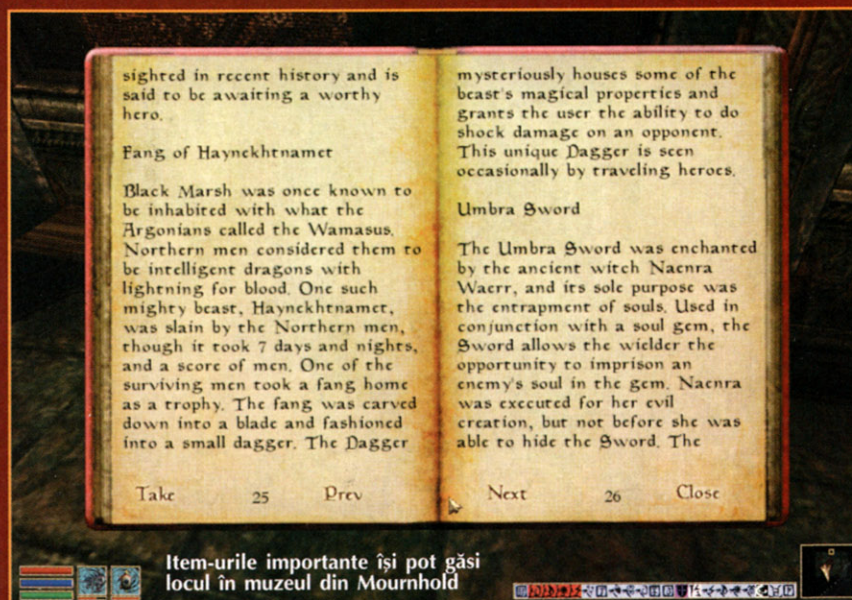 sighted in recent history and is
said to be awaiting a worthy
hero.
Fang of Haynekhtnamet
Black Marsh was once known to
be inhabited with what the
Argonians called the Wamasus.
Northern men considered them to
be intelligent dragons with
lightning for blood. One such
mighty beast, Haynekhtnamet,
was slain by the Northern men,
though it took 7 days and nights,
and a score of men. One of the
surviving men took a fang home
as a trophy. The fang was carved
down into a blade and fashioned
into a small dagger. The Dagger
Take 25 Prev
mysteriously houses some of the
beast's magical properties and
grants the user the ability to do
shock damage on an opponent.
This unique Dagger is seen
occasionally by traveling heroes.
Umbra Sword
The Umbra Sword was enchanted
by the ancient witch Naenra
Waerr, and its sole purpose was
the entrapment of souls. Used in
conjunction with a soul gem, the
Sword allows the wielder the
opportunity to imprison an
enemy's soul in the gem. Naenra
was executed for her evil
creation, but not before she was
able to hide the Sword. The
Next 26 Close
Item-urile importante își pot găsi
locul în muzeul din Mournhold